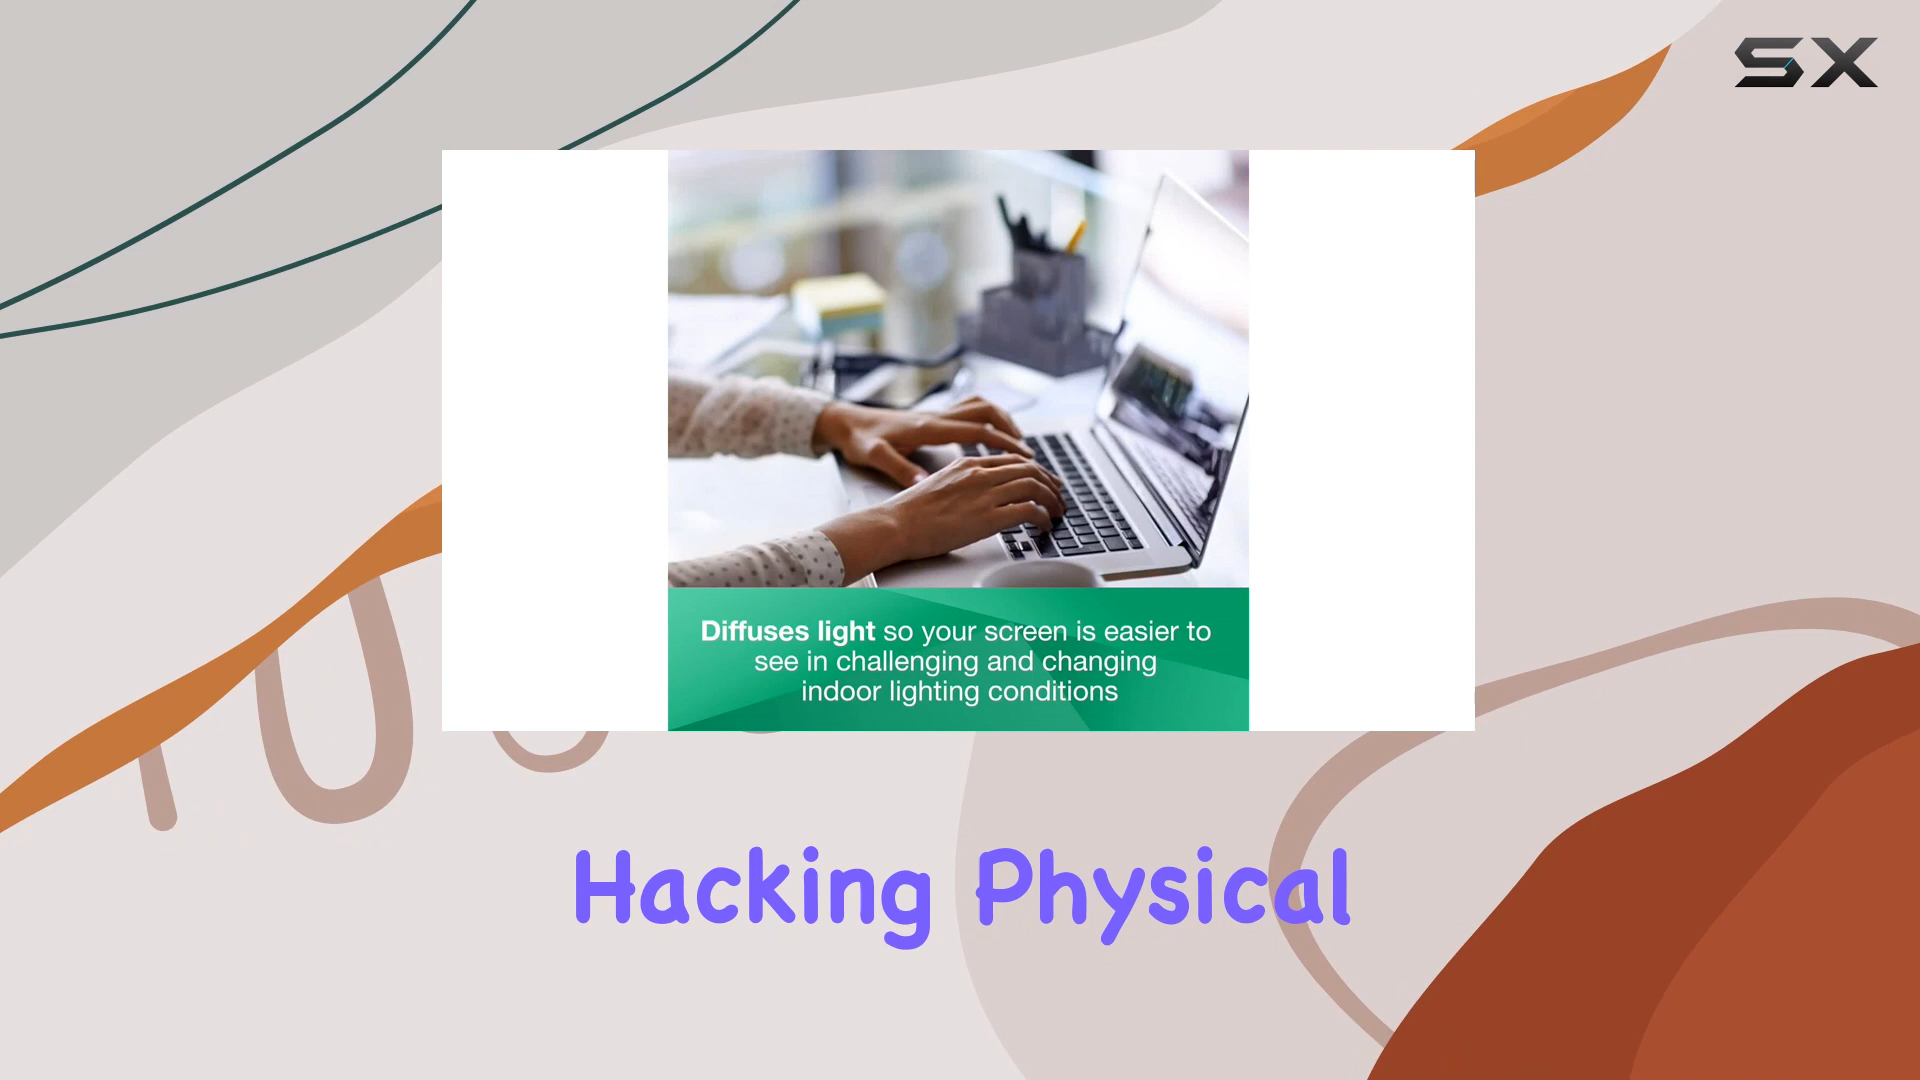 SX
Diffuses light so your screen is easier to
see in challenging and changing
indoor lighting conditions
Hacking Physical